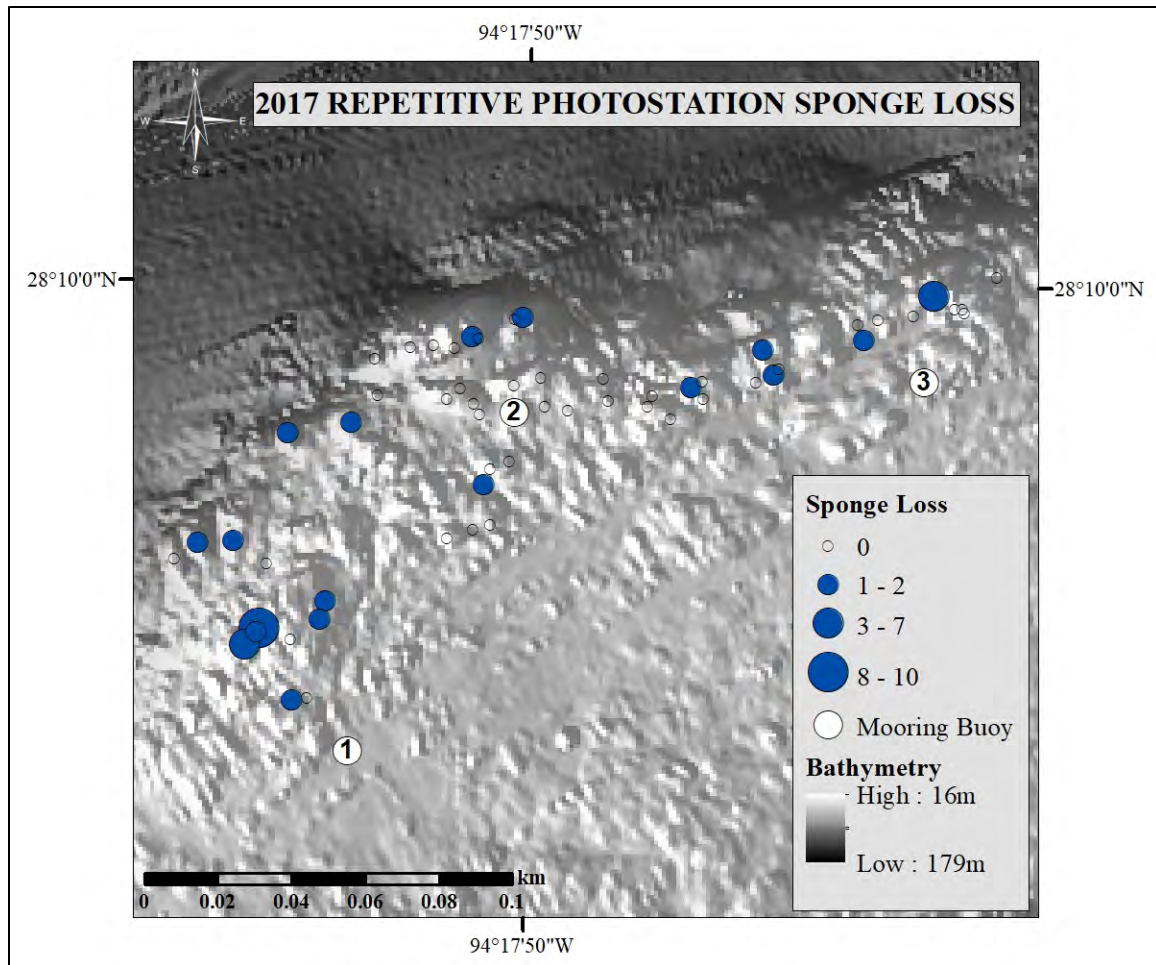 94°17'50"W
2017 REPETITIVE PHOTOSTATION SPONGE LOSS
N
W E
S
28°10'0"N
28°10'0"N
3
2
1
Sponge Loss
0
1 - 2
3 - 7
8 - 10
Mooring Buoy
Bathymetry
High : 16m
Low : 179m
km
0 0.02 0.04 0.06 0.08 0.1
94°17'50"W